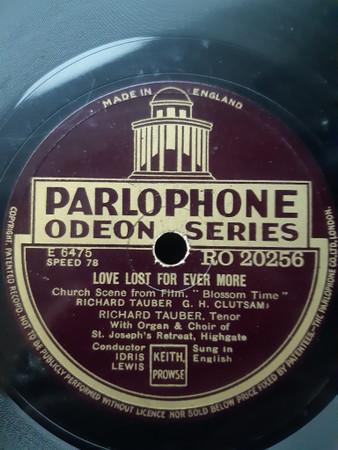 MADE IN ENGLAND
PARLOPHONE
ODEON SERIES
E 6475
SPEED 78
RO 20256
LOVE LOST FOR EVER MORE
Church Scene from Film. "Blossom Time"
RICHARD TAUBER G. H. CLUTSAM)
RICHARD TAUBER, Tenor
With Organ & Choir of
St. Joseph's Retreat, Highgate
Conductor
IDRIS
LEWIS
KEITH,
PROWSE
Sung in
English
COPYRIGHT, PATENTED RECORD, NOT TO BE PUBLICLY PERFORMED WITHOUT LICENCE NOR SOLD BELOW PRICE FIXED BY PATENTEES-THE PARLOPHONE CO., LTD., LONDON.